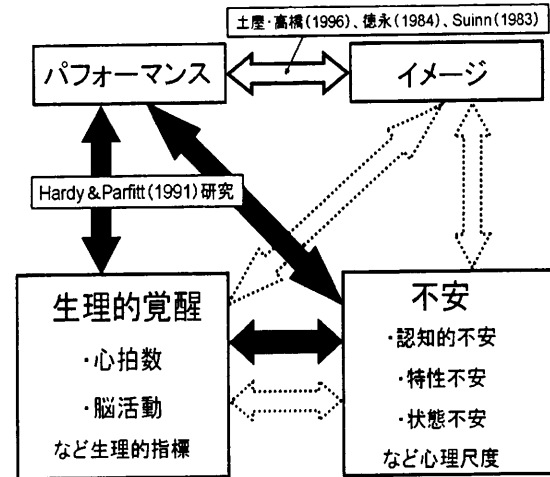 土屋・高橋(1996)、徳永(1984)、Suinn(1983)
パフォーマンス
イメージ
Hardy&Parfitt(1991)研究
生理的覚醒
・心拍数
・脳活動
など生理的指標
不安
・認知的不安
・特性不安
・状態不安
など心理尺度